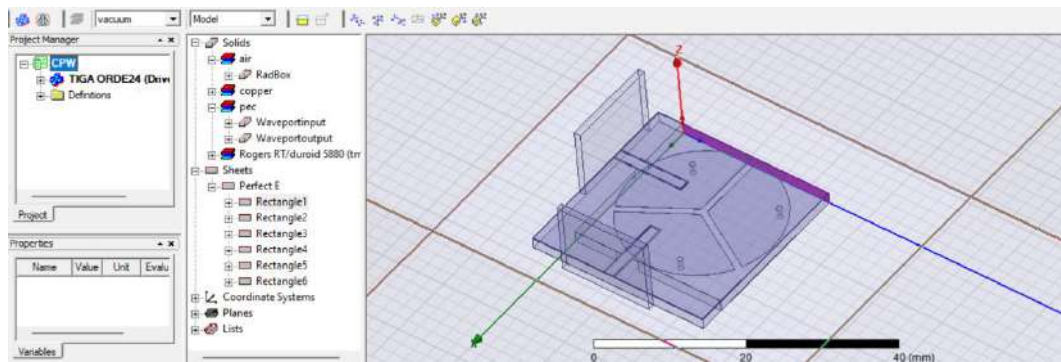 vacuum
Model
Project Manager
CPW
TIGA ORDE24 (Driv
Definitions
Project
Properties
Name Value Unit Evalu
Variables
Solids
air
RadBox
copper
pec
Waveportinput
Waveportoutput
Rogers RT/duroid 5880 (tm
Sheets
Perfect E
Rectangle1
Rectangle2
Rectangle3
Rectangle4
Rectangle5
Rectangle6
Coordinate Systems
Planes
Lists
Z
0 20 40 (mm)